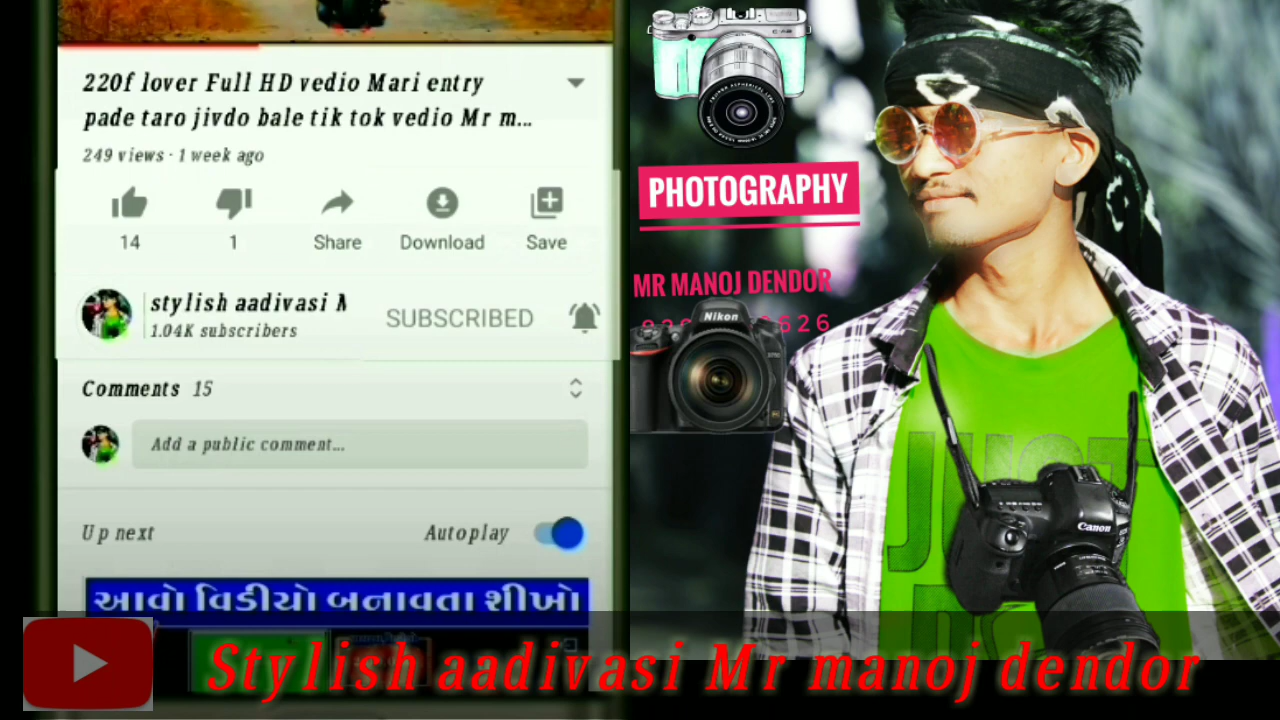 220f lover Full HD vedio Mari entry
pade taro jivdo bale tik tok vedio Mr m...
249 views · 1 week ago
14
1
Share
Download
Save
stylish aadivasi M
1.04K subscribers
SUBSCRIBED
Comments 15
Add a public comment...
Up next
Autoplay
આવો વિડીયો બનાવતા શીખો
PHOTOGRAPHY
MR MANOJ DENDOR
Nikon
JUST
Canon
Stylish aadivasi Mr manoj dendor